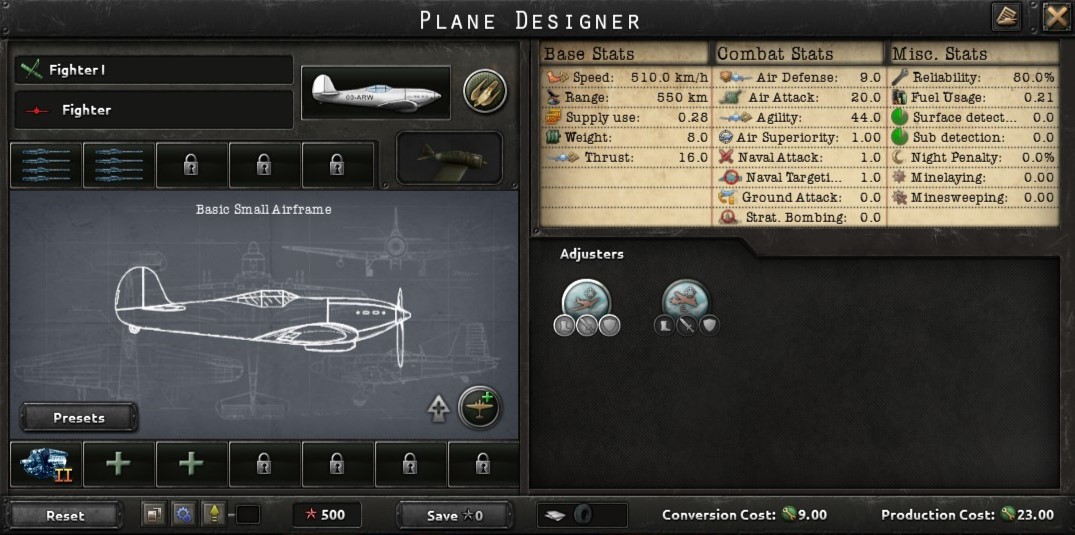 Plane Designer
Fighter I
Fighter
Basic Small Airframe
Presets
II
Base Stats
Speed: 510.0 km/h
Range: 550 km
Supply use: 0.28
Weight: 8.0
Thrust: 16.0
Combat Stats
Air Defense: 9.0
Air Attack: 20.0
Agility: 44.0
Air Superiority: 1.00
Naval Attack: 1.0
Naval Targeti... 1.0
Ground Attack: 0.0
Strat. Bombing: 0.0
Misc. Stats
Reliability: 80.0%
Fuel Usage: 0.21
Surface detect... 0.0
Sub detection: 0.0
Night Penalty: 0.0%
Minelaying: 0.00
Minesweeping: 0.00
Adjusters
Reset
500
Save 0
Conversion Cost: 9.00
Production Cost: 23.00